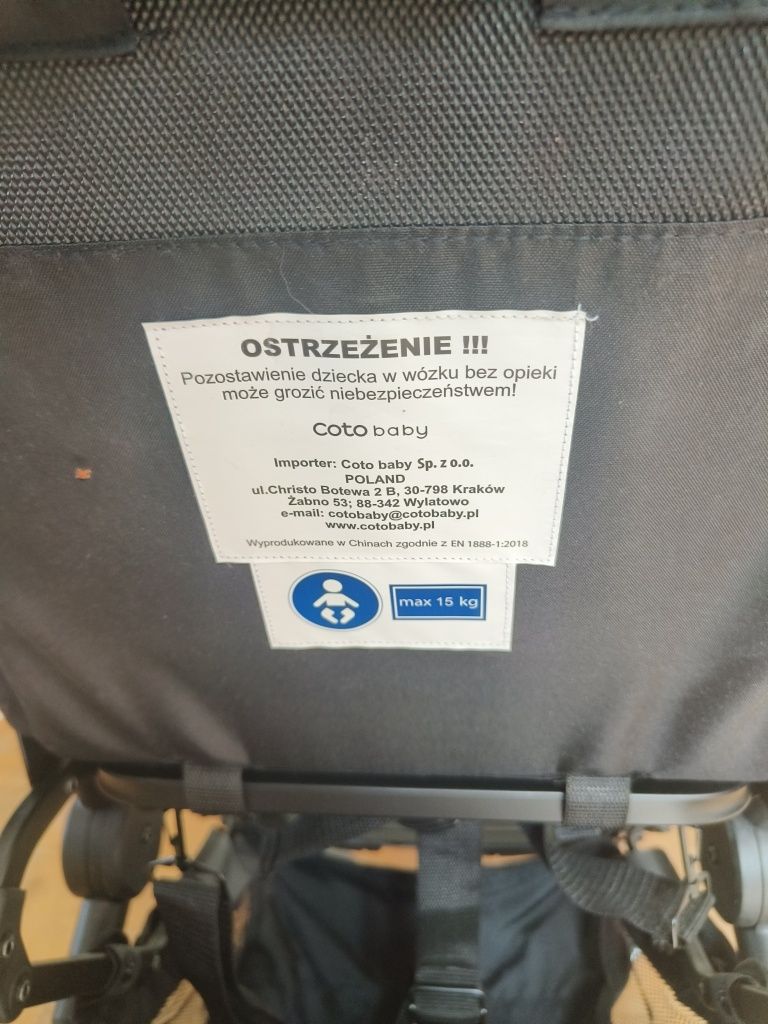 OSTRZEŻENIE !!!
Pozostawienie dziecka w wózku bez opieki
może grozić niebezpieczeństwem!
Coto baby
Importer: Coto baby Sp. z o.o.
POLAND
ul.Christo Botewa 2 B, 30-798 Kraków
Żabno 53; 88-342 Wylatowo
e-mail: cotobaby@cotobaby.pl
www.cotobaby.pl
Wyprodukowane w Chinach zgodnie z EN 1888-1:2018
max 15 kg